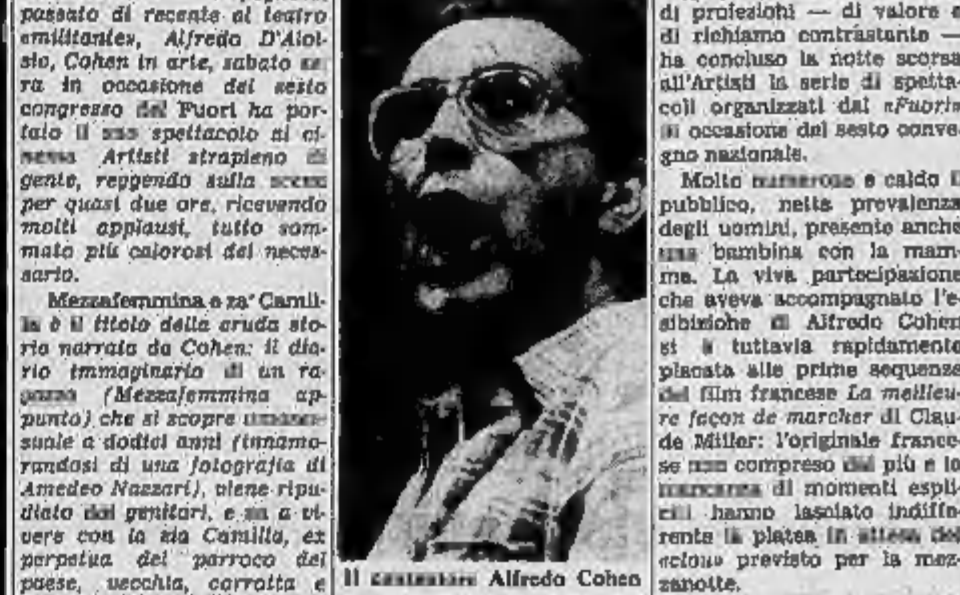 passato di recente al teatro
«militante», Alfredo D'Aloi-
sio, Cohen in arte, sabato se-
ra in occasione del sesto
congresso del Fuori ha por-
tato il suo spettacolo al ci-
Artisti strapieno di
gente, reggendo sulla scena
per quasi due ore, ricevendo
molti applausi, tutto som-
mato più calorosi del neces-
sario.
Mezzafemmina e za' Camil-
la è il titolo della cruda sto-
ria narrata da Cohen: il dia-
rio immaginario di un ra-
gazzo (Mezzafemmina ap-
punto) che si scopre
suale a dodici anni (innamo-
randosi di una fotografia di
Amedeo Nazzari), viene ripu-
diato dai genitori, e va a vi-
vere con la zia Camilla, ex
perpetua del parroco del
paese, vecchia, corrotta e
Il Alfredo Cohen
di proiezioni — di valore e
di richiamo contrastante —
ha concluso la notte scorsa
all'Artisti la serie di spetta-
coli organizzati dal «Fuori»
in occasione del sesto conve-
gno nazionale.
Molto numeroso e caldo il
pubblico, nella prevalenza
degli uomini, presente anche
una bambina con la mam-
ma. La viva partecipazione
che aveva accompagnato l'e-
sibizione di Alfredo Cohen
si è tuttavia rapidamente
placata alle prime sequenze
del film francese La meilleu-
re façon de marcher di Clau-
de Miller: l'originale france-
se non compreso dai più e la
mancanza di momenti espli-
citi hanno lasciato indiffe-
rente la platea in attesa del
«clou» previsto per la mez-
zanotte.